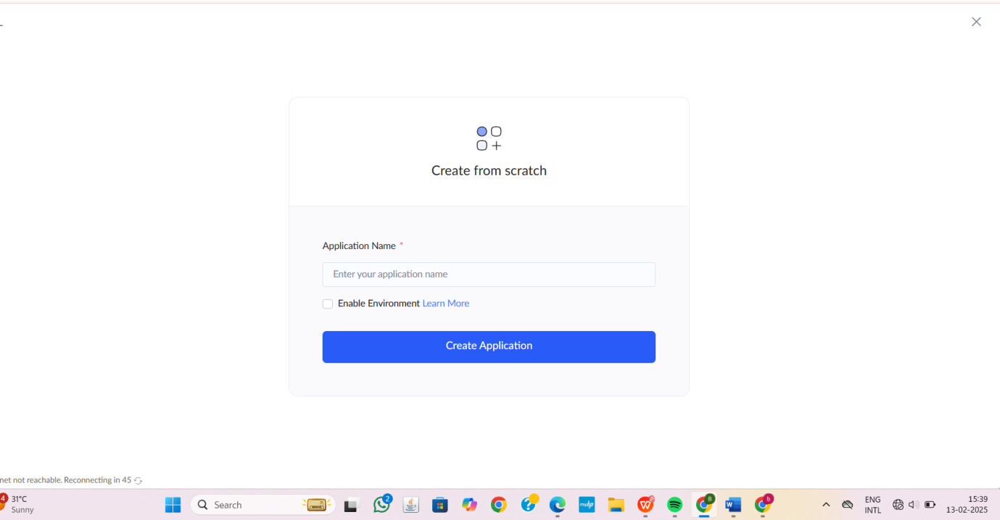 Create from scratch
Application Name *
Enter your application name
Enable Environment Learn More
Create Application
net not reachable. Reconnecting in 45
4
31°C
Sunny
Search
2
myhp
B
W
b
ENG
INTL
15:39
13-02-2025